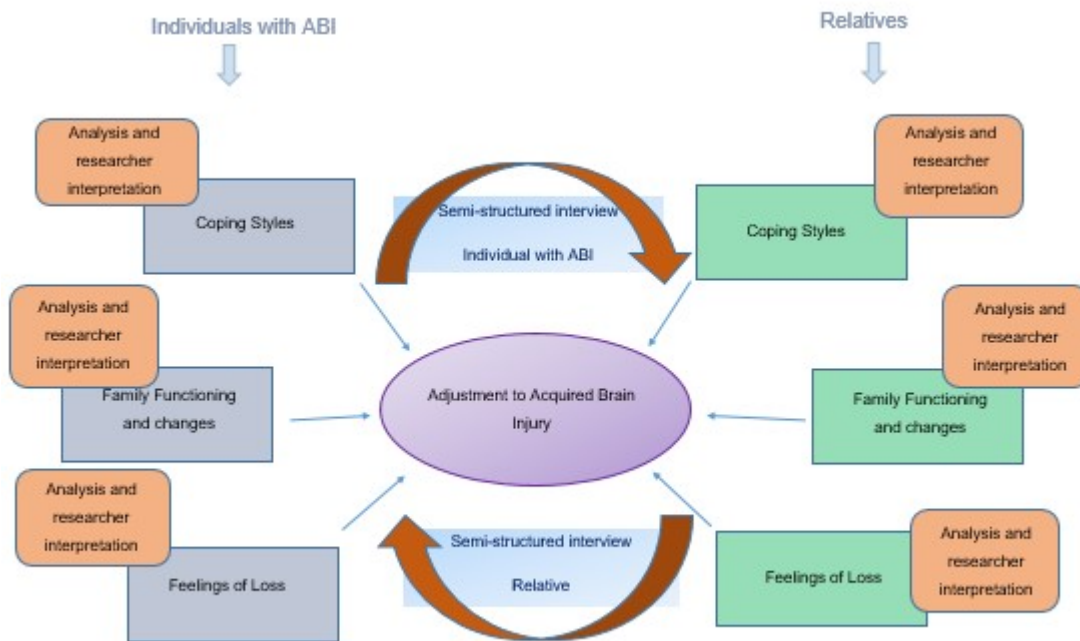 Individuals with ABI
Relatives
Analysis and
researcher
interpretation
Coping Styles
Semi-structured interview
Individual with ABI
Analysis and
researcher
interpretation
Coping Styles
Analysis and
researcher
interpretation
Family Functioning
and changes
Adjustment to Acquired Brain
Injury
Analysis and
researcher
interpretation
Family Functioning
and changes
Analysis and
researcher
interpretation
Feelings of Loss
Semi-structured interview
Relative
Feelings of Loss
Analysis and
researcher
interpretation